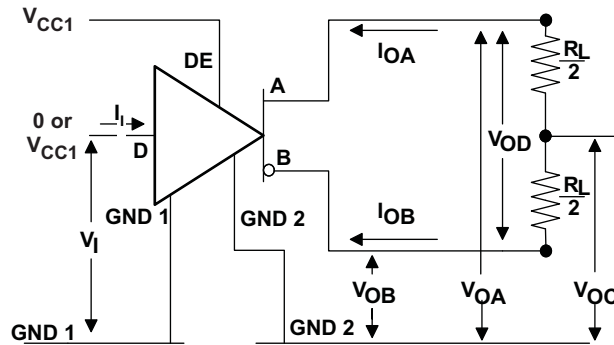 VCC1
DE
IOA
A
RL
2
0 or
VCC1
II
D
VOD
B
RL
2
GND 1
GND 2
IOB
VI
VOB
VOA
VOC
GND 1
GND 2